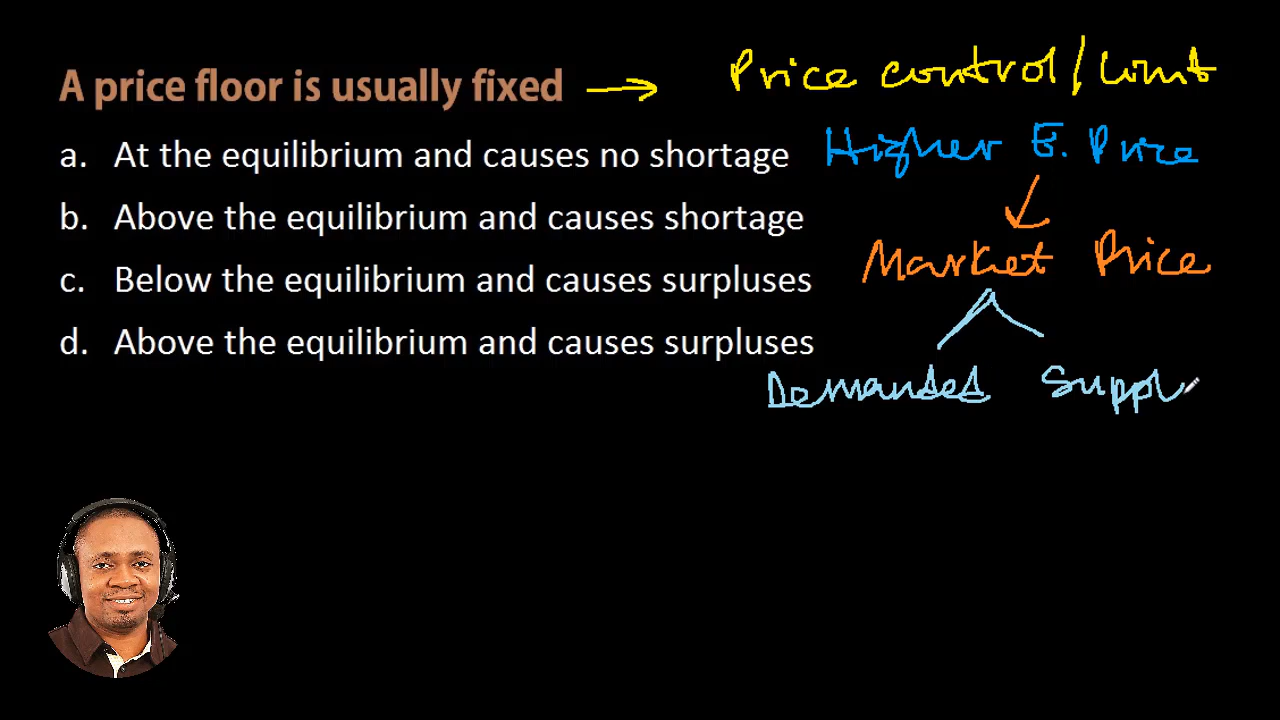 A price floor is usually fixed → Price control/Limit
a. At the equilibrium and causes no shortage
Higher E. Price
b. Above the equilibrium and causes shortage
Market Price
c. Below the equilibrium and causes surpluses
d. Above the equilibrium and causes surpluses
Demanded Suppl